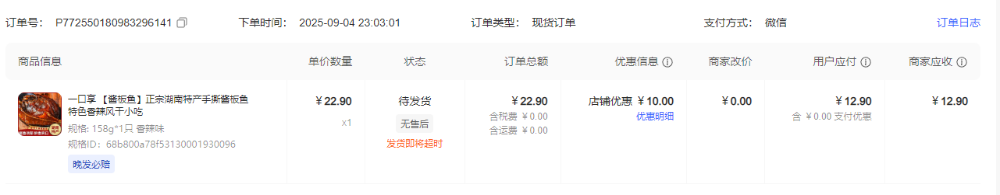 订单号： P772550180983296141 下单时间： 2025-09-04 23:03:01 订单类型： 现货订单 支付方式： 微信 订单日志
商品信息 单价数量 状态 订单总额 优惠信息 商家改价 用户应付 商家应收
一口享 【酱板鱼】正宗湖南特产手撕酱板鱼 ¥22.90 待发货 ¥22.90 店铺优惠 ¥10.00 ¥0.00 ¥12.90 ¥12.90
特色香辣风干小吃 x1 无售后 含税费 ¥0.00 优惠明细 含 ¥0.00 支付优惠
规格: 158g*1只 香辣味 含运费 ¥0.00
规格ID： 68b800a78f53130001930096 发货即将超时
晚发必赔